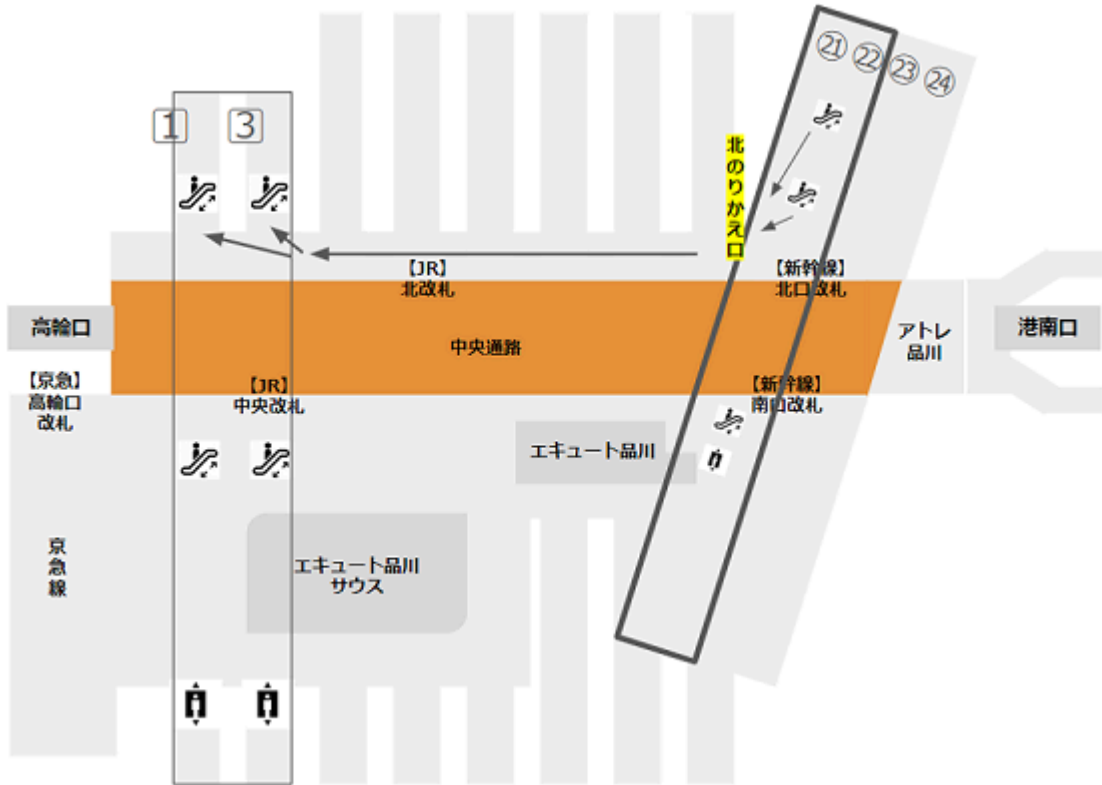 ㉑ ㉒ ㉓ ㉔
1 3
北のりかえ口
【JR】
北改札
【新幹線】
北口改札
高輪口
中央通路
アトレ
品川
港南口
【京急】
高輪口
改札
【JR】
中央改札
【新幹線】
南口改札
エキュート品川
京急線
エキュート品川
サウス